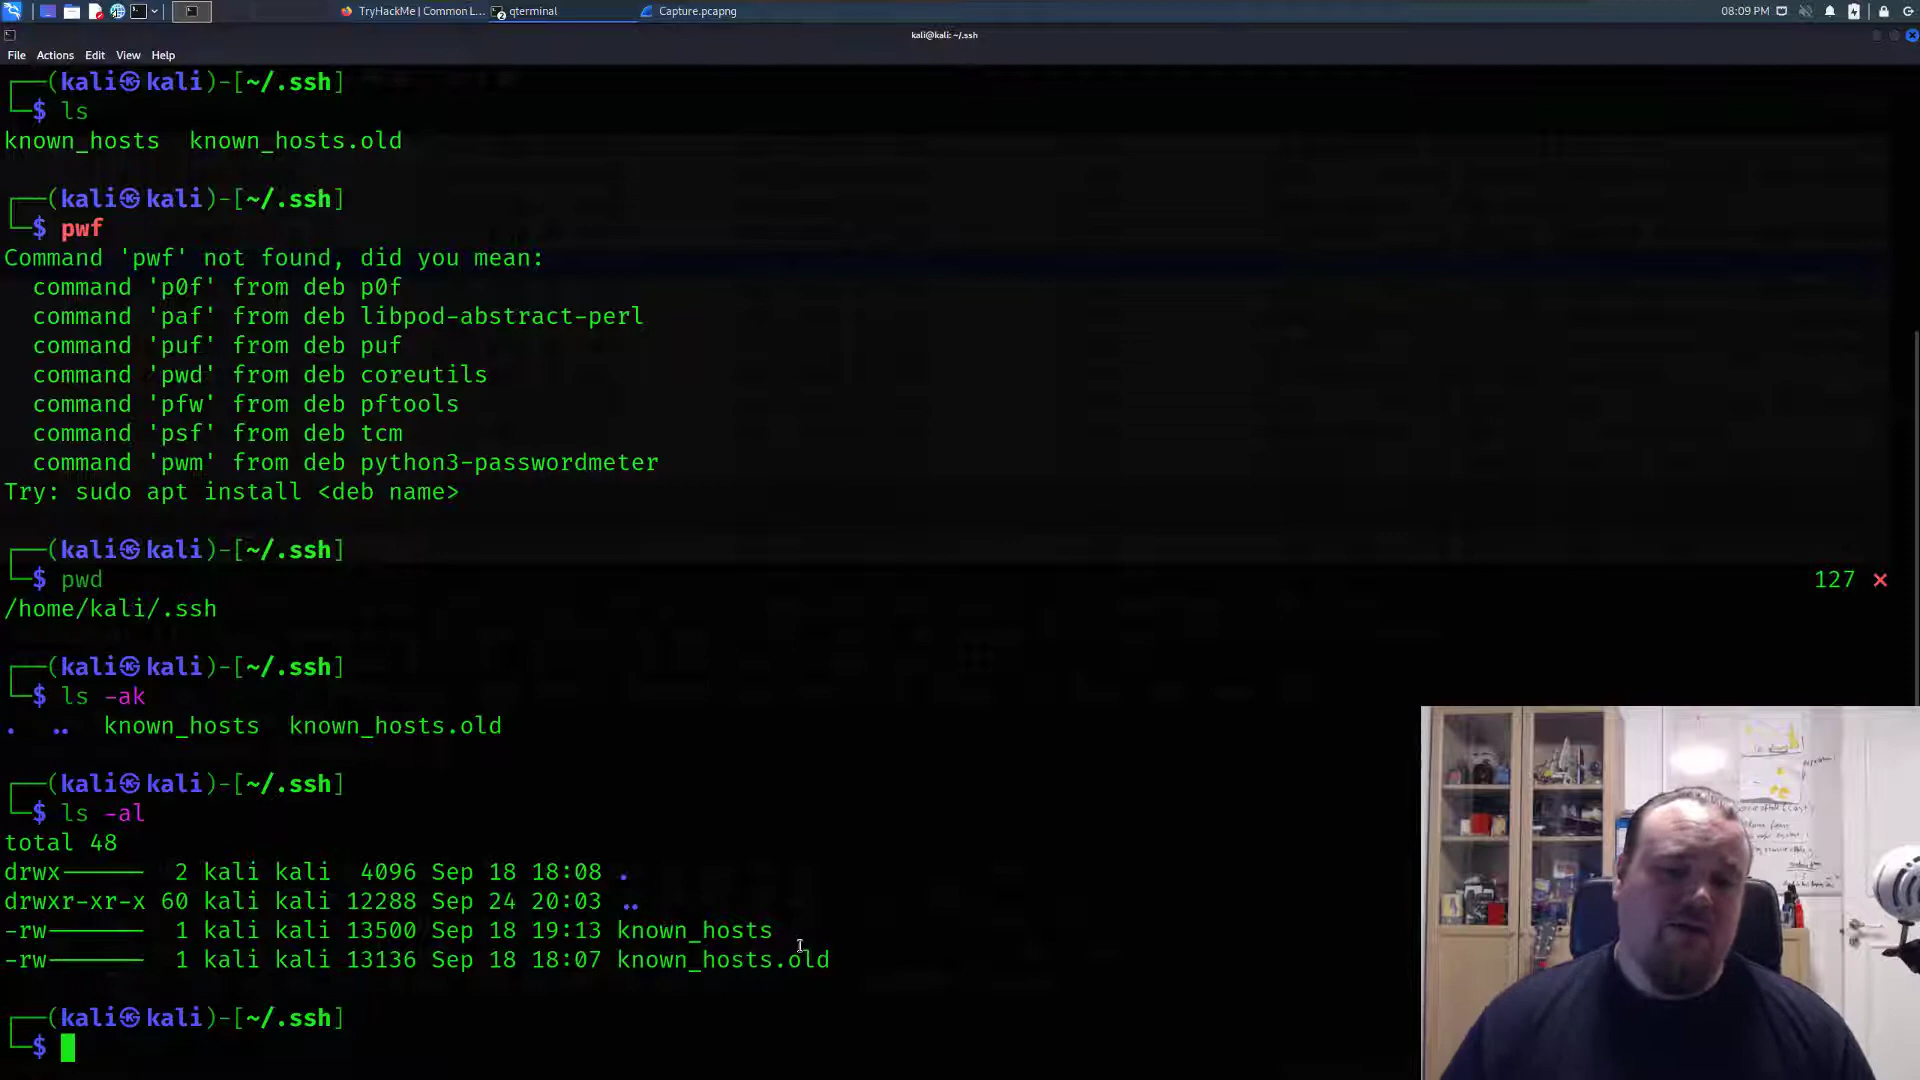 TryHackMe | Common L...
qterminal
Capture.pcapng
08:09 PM
kali@kali: ~/.ssh
File Actions Edit View Help
┌──(kali㉿kali)-[~/.ssh]
└─$ ls
known_hosts known_hosts.old
┌──(kali㉿kali)-[~/.ssh]
└─$ pwf
Command 'pwf' not found, did you mean:
command 'p0f' from deb p0f
command 'paf' from deb libpod-abstract-perl
command 'puf' from deb puf
command 'pwd' from deb coreutils
command 'pfw' from deb pftools
command 'psf' from deb tcm
command 'pwm' from deb python3-passwordmeter
Try: sudo apt install <deb name>
┌──(kali㉿kali)-[~/.ssh]
└─$ pwd 127 ⨯
/home/kali/.ssh
┌──(kali㉿kali)-[~/.ssh]
└─$ ls -ak
. .. known_hosts known_hosts.old
┌──(kali㉿kali)-[~/.ssh]
└─$ ls -al
total 48
drwx------ 2 kali kali 4096 Sep 18 18:08 .
drwxr-xr-x 60 kali kali 12288 Sep 24 20:03 ..
-rw------- 1 kali kali 13500 Sep 18 19:13 known_hosts
-rw------- 1 kali kali 13136 Sep 18 18:07 known_hosts.old
┌──(kali㉿kali)-[~/.ssh]
└─$